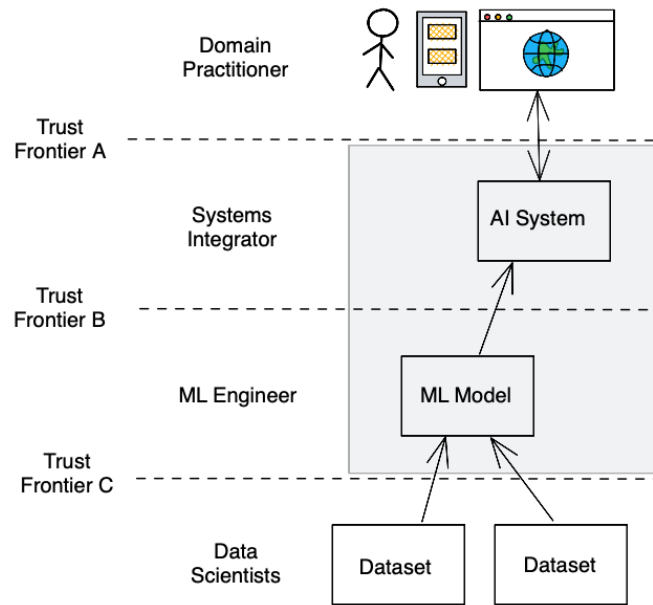 Domain
Practitioner
Trust
Frontier A
Systems
Integrator
AI System
Trust
Frontier B
ML Engineer
ML Model
Trust
Frontier C
Data
Scientists
Dataset
Dataset